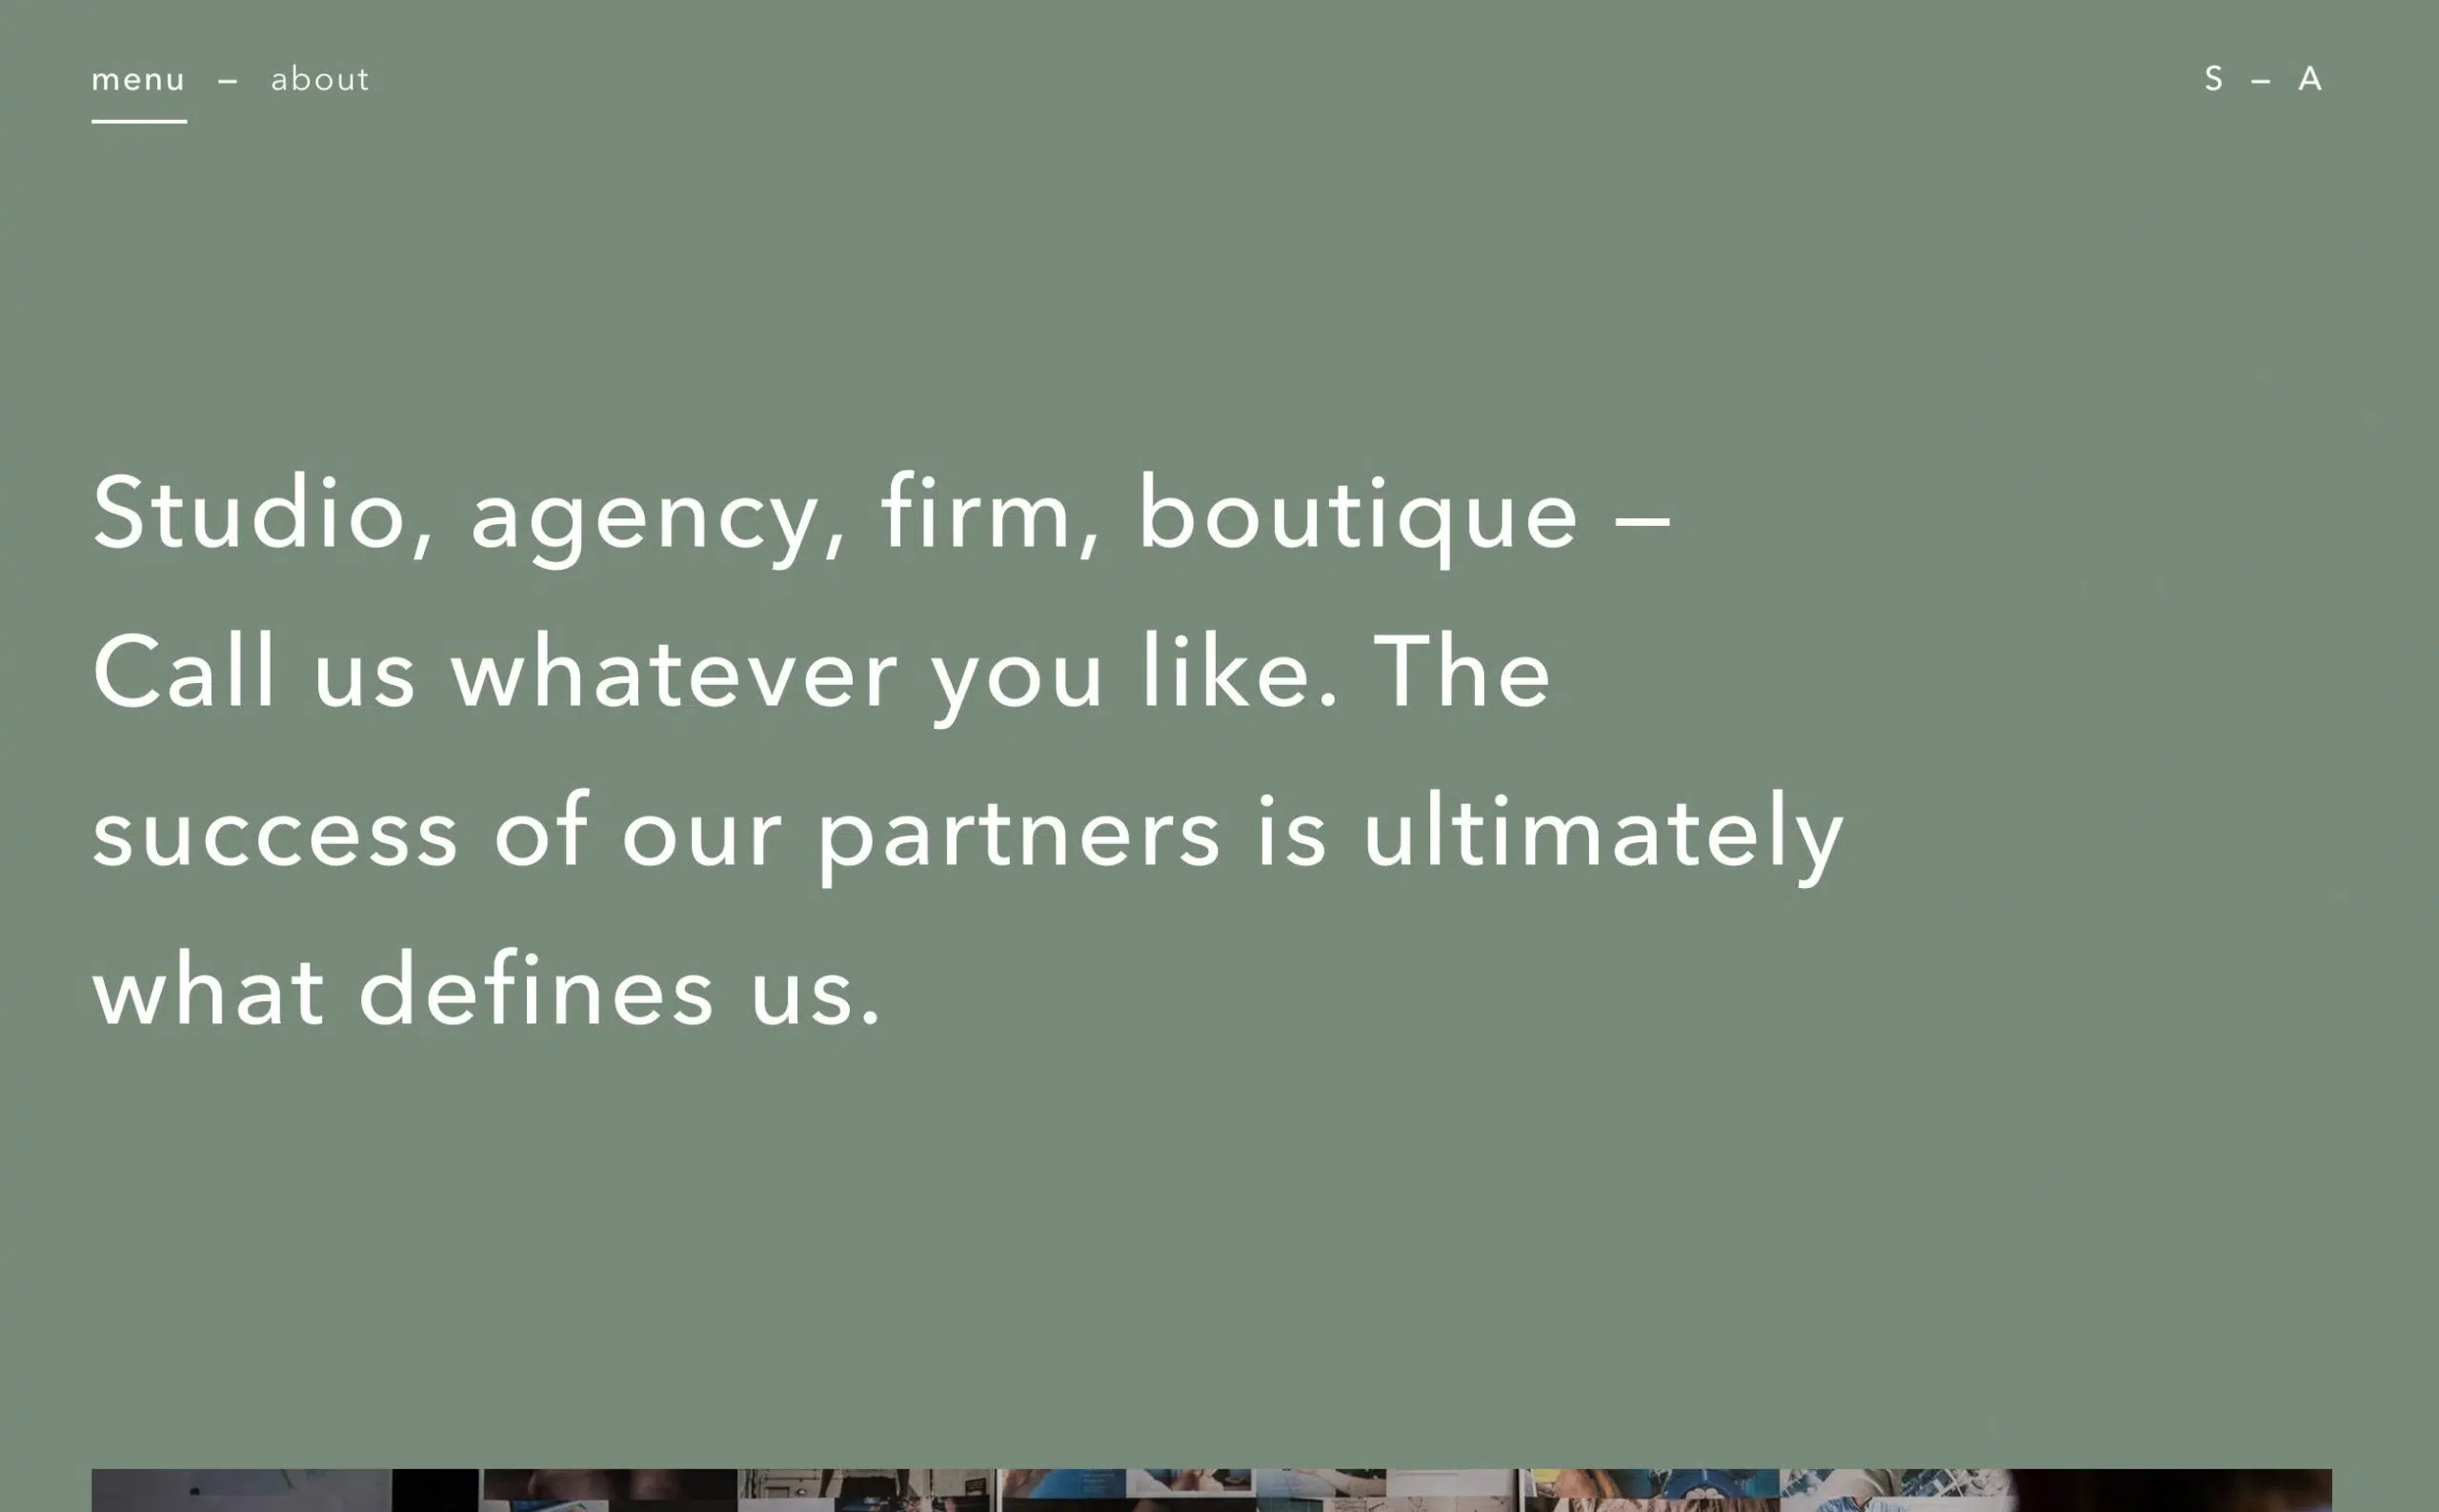 menu – about
S – A
Studio, agency, firm, boutique –
Call us whatever you like. The
success of our partners is ultimately
what defines us.